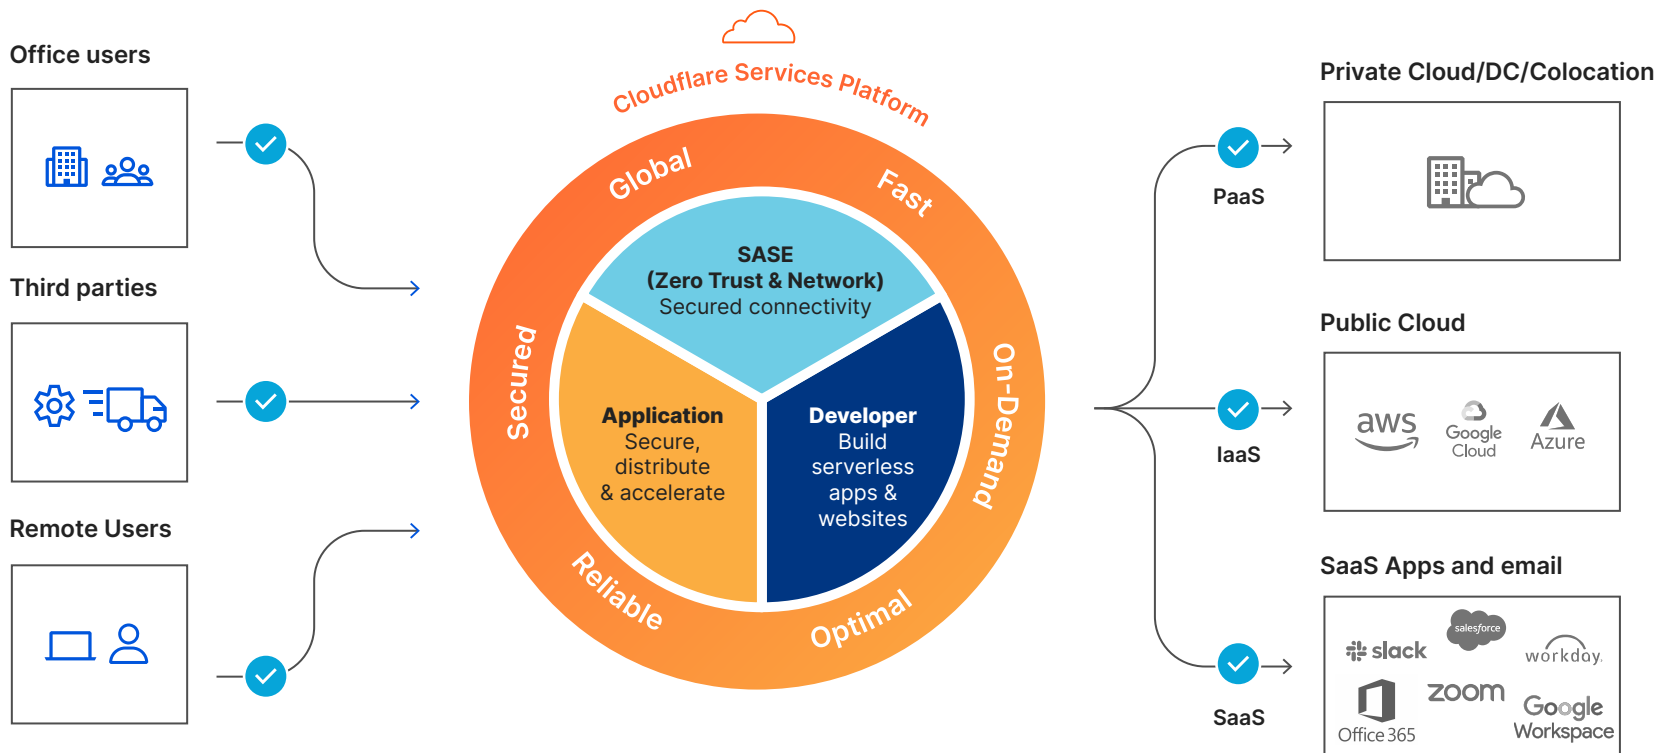 Office users
Third parties
Remote Users
Cloudflare Services Platform
Global
Fast
Secured
On-Demand
Reliable
Optimal
SASE
(Zero Trust & Network)
Secured connectivity
Application
Secure,
distribute
& accelerate
Developer
Build
serverless
apps &
websites
PaaS
IaaS
SaaS
Private Cloud/DC/Colocation
Public Cloud
aws
Google
Cloud
Azure
SaaS Apps and email
salesforce
slack
workday.
zoom
Office 365
Google
Workspace